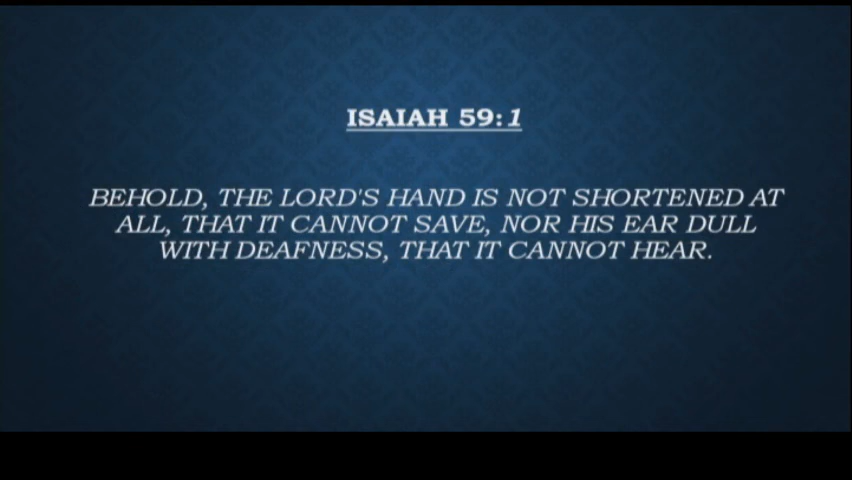 ISAIAH 59:1
BEHOLD, THE LORD'S HAND IS NOT SHORTENED AT
ALL, THAT IT CANNOT SAVE, NOR HIS EAR DULL
WITH DEAFNESS, THAT IT CANNOT HEAR.